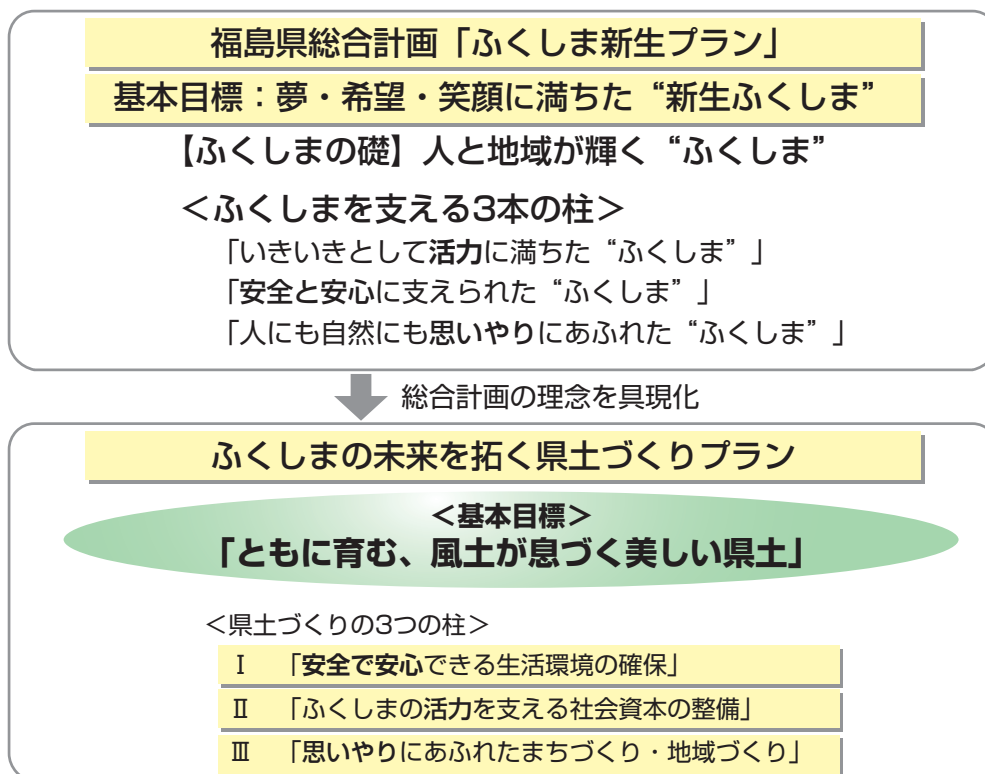 福島県総合計画「ふくしま新生プラン」
基本目標：夢・希望・笑顔に満ちた“新生ふくしま”
【ふくしまの礎】人と地域が輝く“ふくしま”
＜ふくしまを支える3本の柱＞
「いきいきとして活力に満ちた“ふくしま”」
「安全と安心に支えられた“ふくしま”」
「人にも自然にも思いやりにあふれた“ふくしま”」
総合計画の理念を具現化
ふくしまの未来を拓く県土づくりプラン
＜基本目標＞
「ともに育む、風土が息づく美しい県土」
＜県土づくりの3つの柱＞
Ⅰ 「安全で安心できる生活環境の確保」
Ⅱ 「ふくしまの活力を支える社会資本の整備」
Ⅲ 「思いやりにあふれたまちづくり・地域づくり」